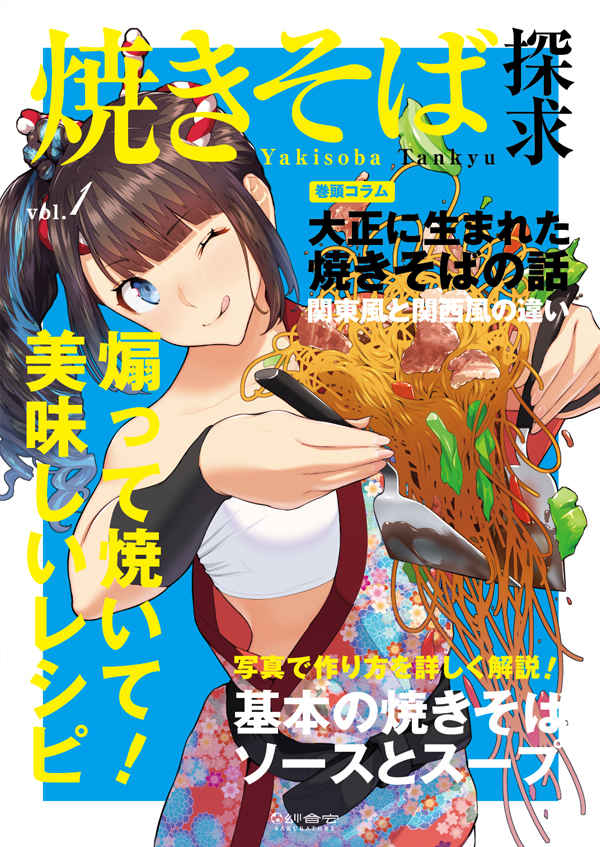 焼きそば探求
Yakisoba Tankyu
vol.1
巻頭コラム
大正に生まれた
焼きそばの話
関東風と関西風の違い
煽って焼いて!
美味しいレシピ
写真で作り方を詳しく解説!
基本の焼きそば
ソースとスープ